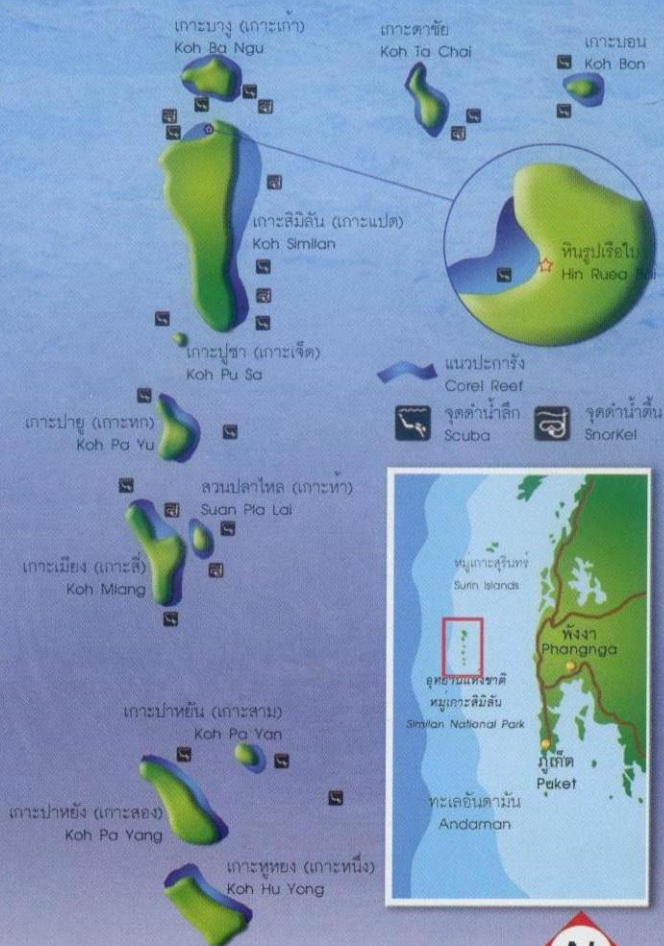 เกาะบางู (เกาะเก้า)
Koh Ba Ngu
เกาะตาชัย
Koh Ta Chai
เกาะบอน
Koh Bon
เกาะสิมิลัน (เกาะแปด)
Koh Similan
หินรูปเรือใบ
Hin Ruea
เกาะปูซา (เกาะเจ็ด)
Koh Pu Sa
แนวปะการัง
Corel Reef
จุดดำน้ำลึก
Scuba
จุดดำน้ำตื้น
SnorKel
เกาะปายู (เกาะหก)
Koh Pa Yu
สวนปลาไหล (เกาะห้า)
Suan Pla Lai
เกาะเมียง (เกาะสี่)
Koh Miang
หมู่เกาะสุรินทร์
Surin Islands
พังงา
Phangnga
อุทยานแห่งชาติ
หมู่เกาะสิมิลัน
Similan National Park
ภูเก็ต
Puket
ทะเลอันดามัน
Andaman
เกาะปาหยัน (เกาะสาม)
Koh Pa Yan
เกาะปาหยัง (เกาะสอง)
Koh Pa Yang
เกาะหูหยง (เกาะหนึ่ง)
Koh Hu Yong
N